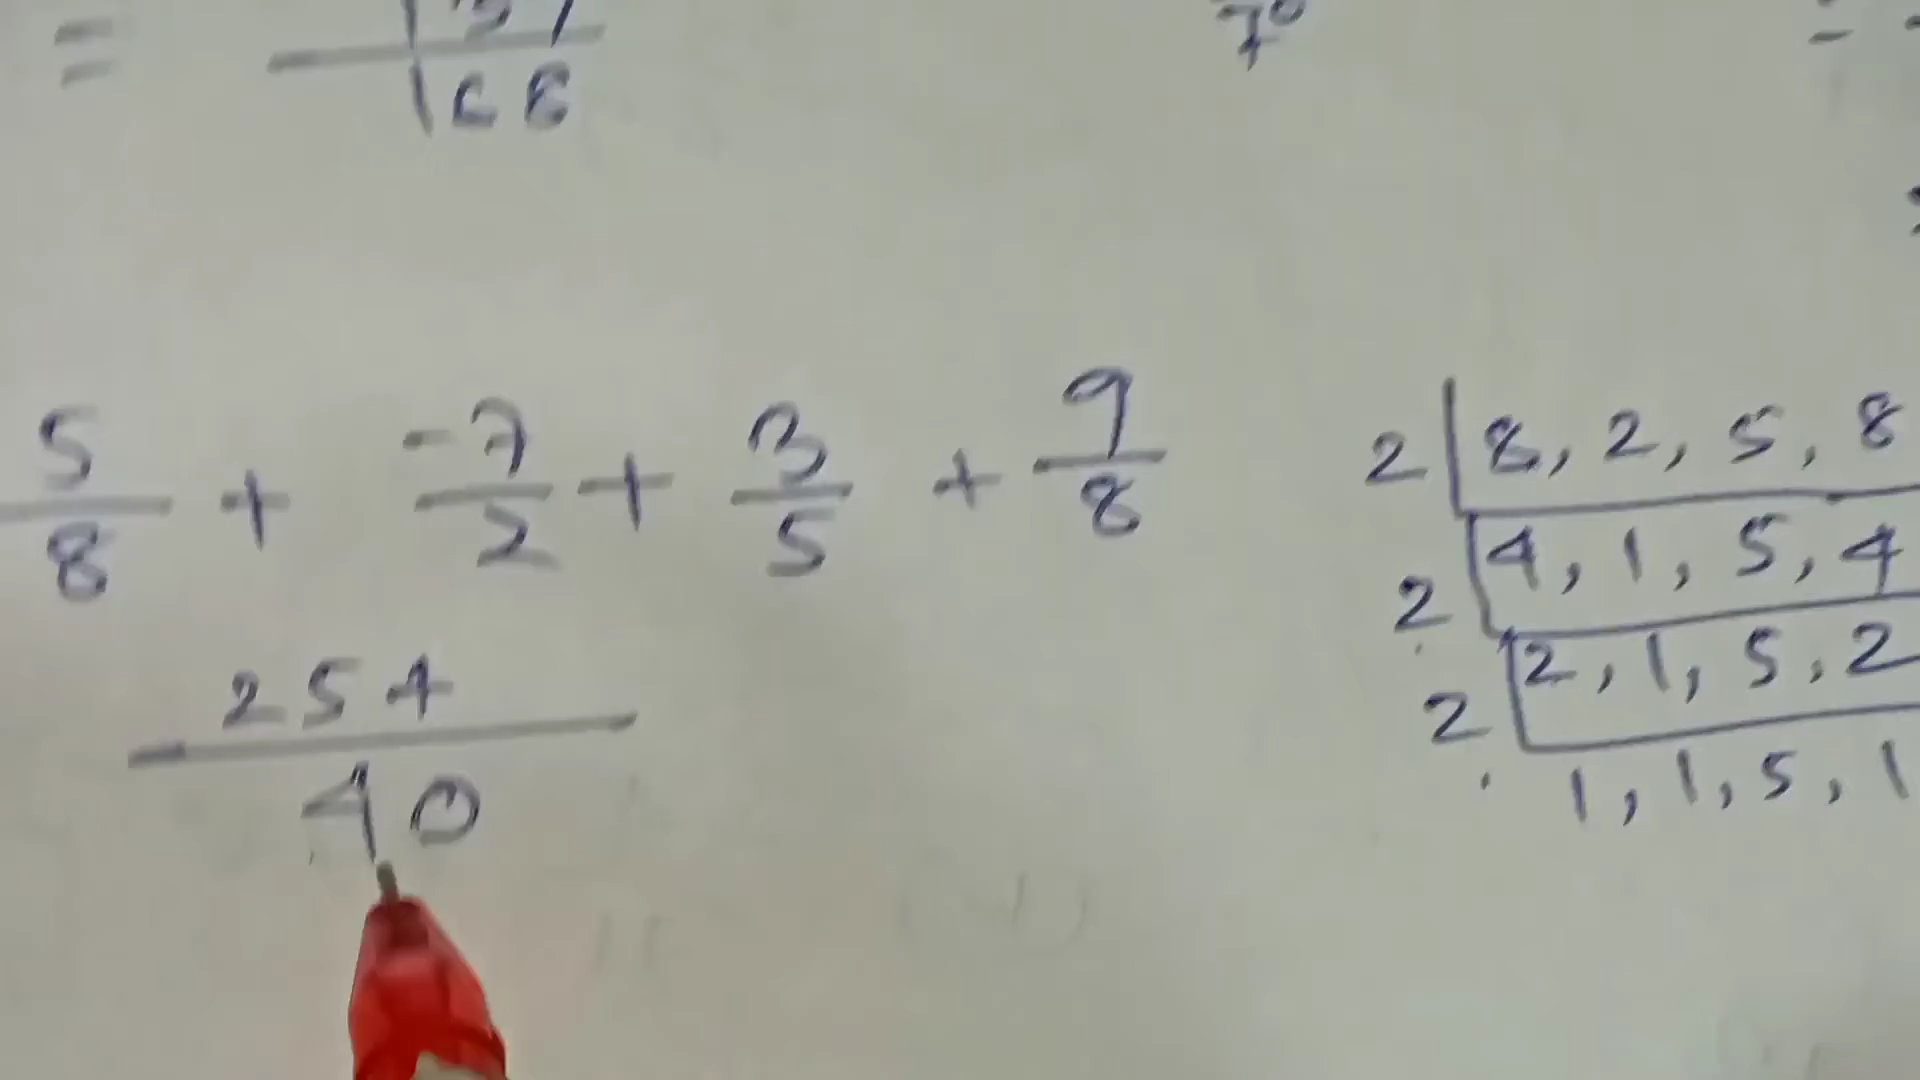 =
168
5/8 + -7/2 + 3/5 + 9/8
254/40
2 | 8, 2, 5, 8
2 | 4, 1, 5, 4
2 | 2, 1, 5, 2
1, 1, 5, 1